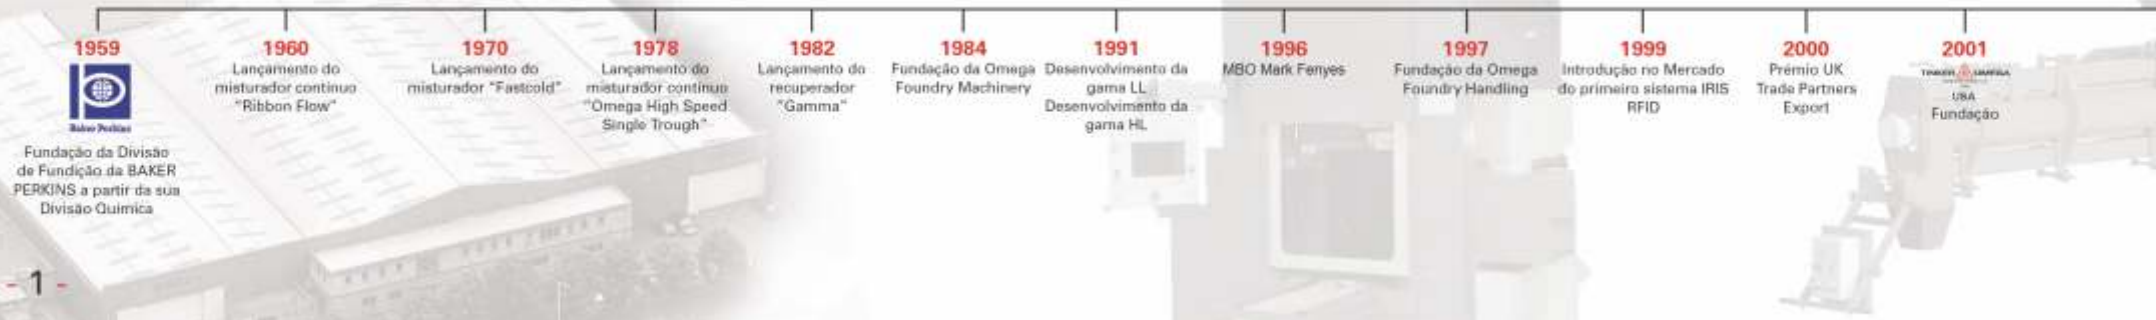 1959
Baker Perkins
Fundação da Divisão
de Fundição da BAKER
PERKINS a partir da sua
Divisão Química
1960
Lançamento do
misturador contínuo
"Ribbon Flow"
1970
Lançamento do
misturador "Fastcold"
1978
Lançamento do
misturador contínuo
"Omega High Speed
Single Trough"
1982
Lançamento do
recuperador
"Gamma"
1984
Fundação da Omega
Foundry Machinery
1991
Desenvolvimento da
gama LL
Desenvolvimento da
gama HL
1996
MBO Mark Fenyes
1997
Fundação da Omega
Foundry Handling
1999
Introdução no Mercado
do primeiro sistema IRIS
RFID
2000
Prémio UK
Trade Partners
Export
2001
TINKER OMEGA
USA
Fundação
- 1 -